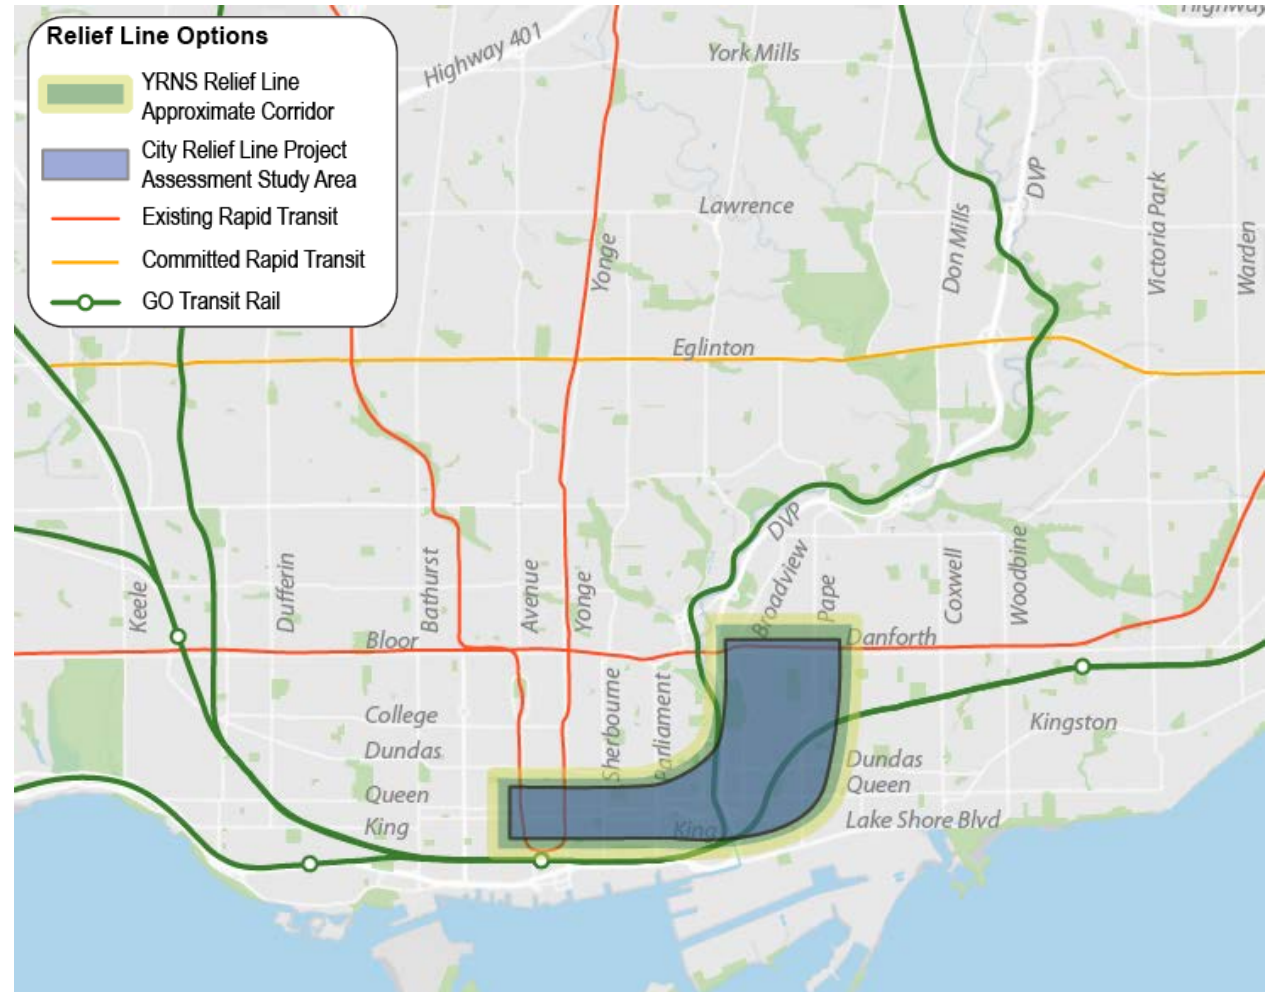 Relief Line Options
YRNS Relief Line
Approximate Corridor
City Relief Line Project
Assessment Study Area
Existing Rapid Transit
Committed Rapid Transit
GO Transit Rail
Highway
Highway 401
York Mills
DVP
Lawrence
Don Mills
Victoria Park
Warden
Yonge
Eglinton
DVP
Keele
Dufferin
Bathurst
Avenue
Yonge
Broadview
Pape
Coxwell
Woodbine
Bloor
Danforth
Sherbourne
Parliament
College
Kingston
Dundas
Dundas
Queen
Queen
King
King
Lake Shore Blvd